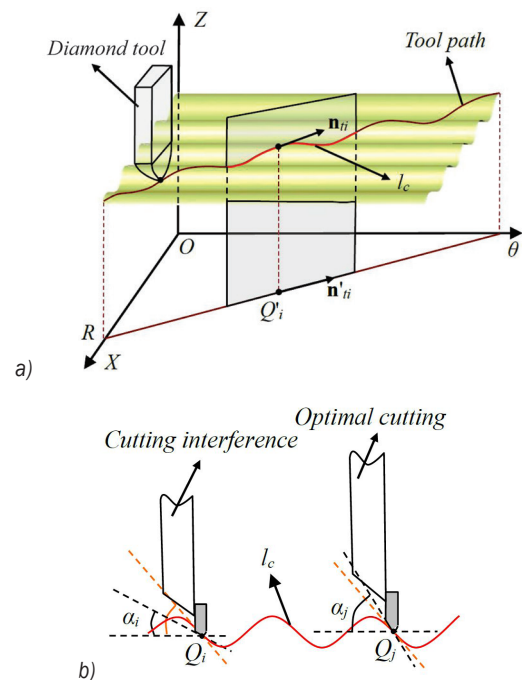 Z
Diamond tool
Tool path
n_ti
l_c
O
θ
n'_ti
Q'_i
R
X
a)
Optimal cutting
Cutting interference
l_c
α_i
α_j
Q_i
Q_j
b)